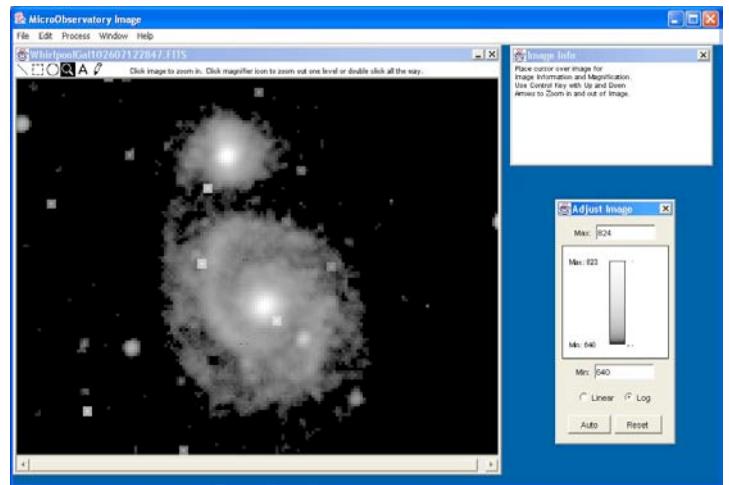 MicroObservatory Image
File Edit Process Window Help
WhirlpoolGal102607122847.FITS
A Click image to zoom in. Click magnifier icon to zoom out one level or double slick all the way.
Image Info
Place cursor over image for
Image Information and Magnification.
Use Control Key with Up and Down
Arrows to Zoom in and out of Image.
Adjust Image
Max: 824
Max: 823
Min: 640
Min: 640
Linear Log
Auto Reset